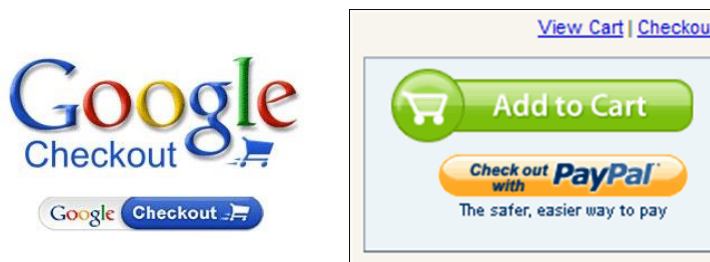 Google
Checkout
Google Checkout
View Cart | Checkou
Add to Cart
Check out
with PayPal
The safer, easier way to pay